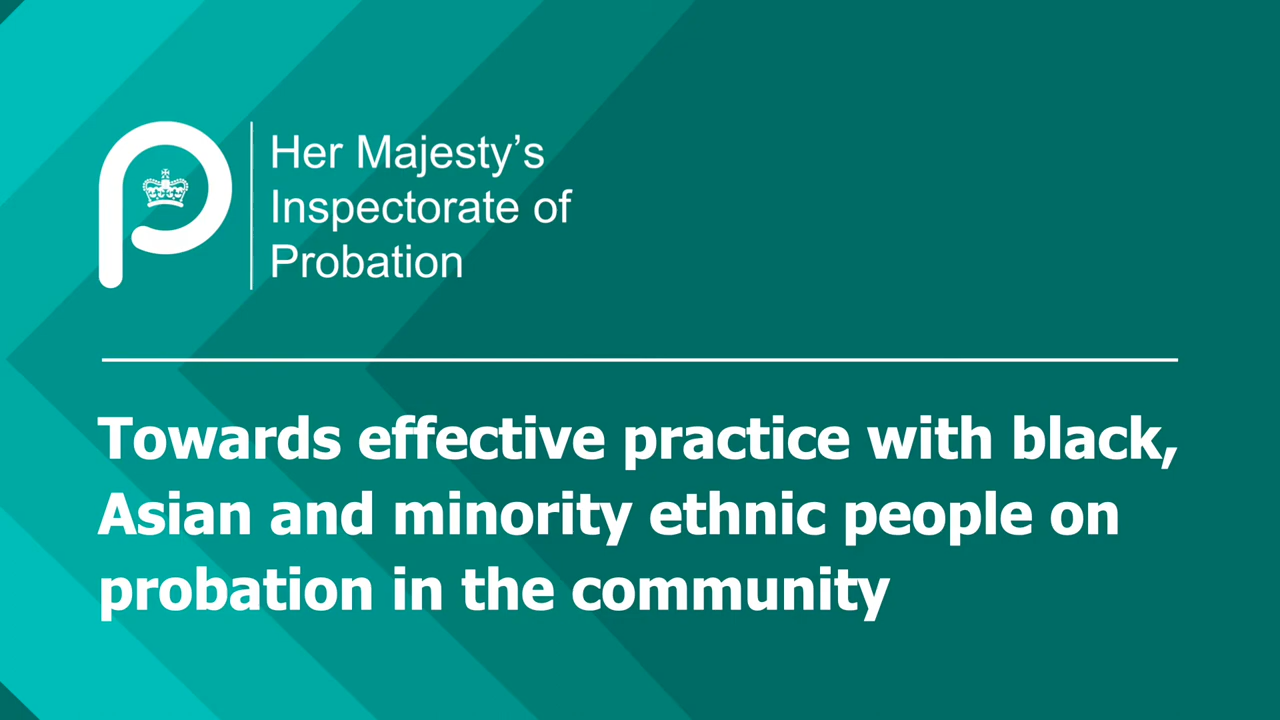 Her Majesty’s
Inspectorate of
Probation
Towards effective practice with black,
Asian and minority ethnic people on
probation in the community